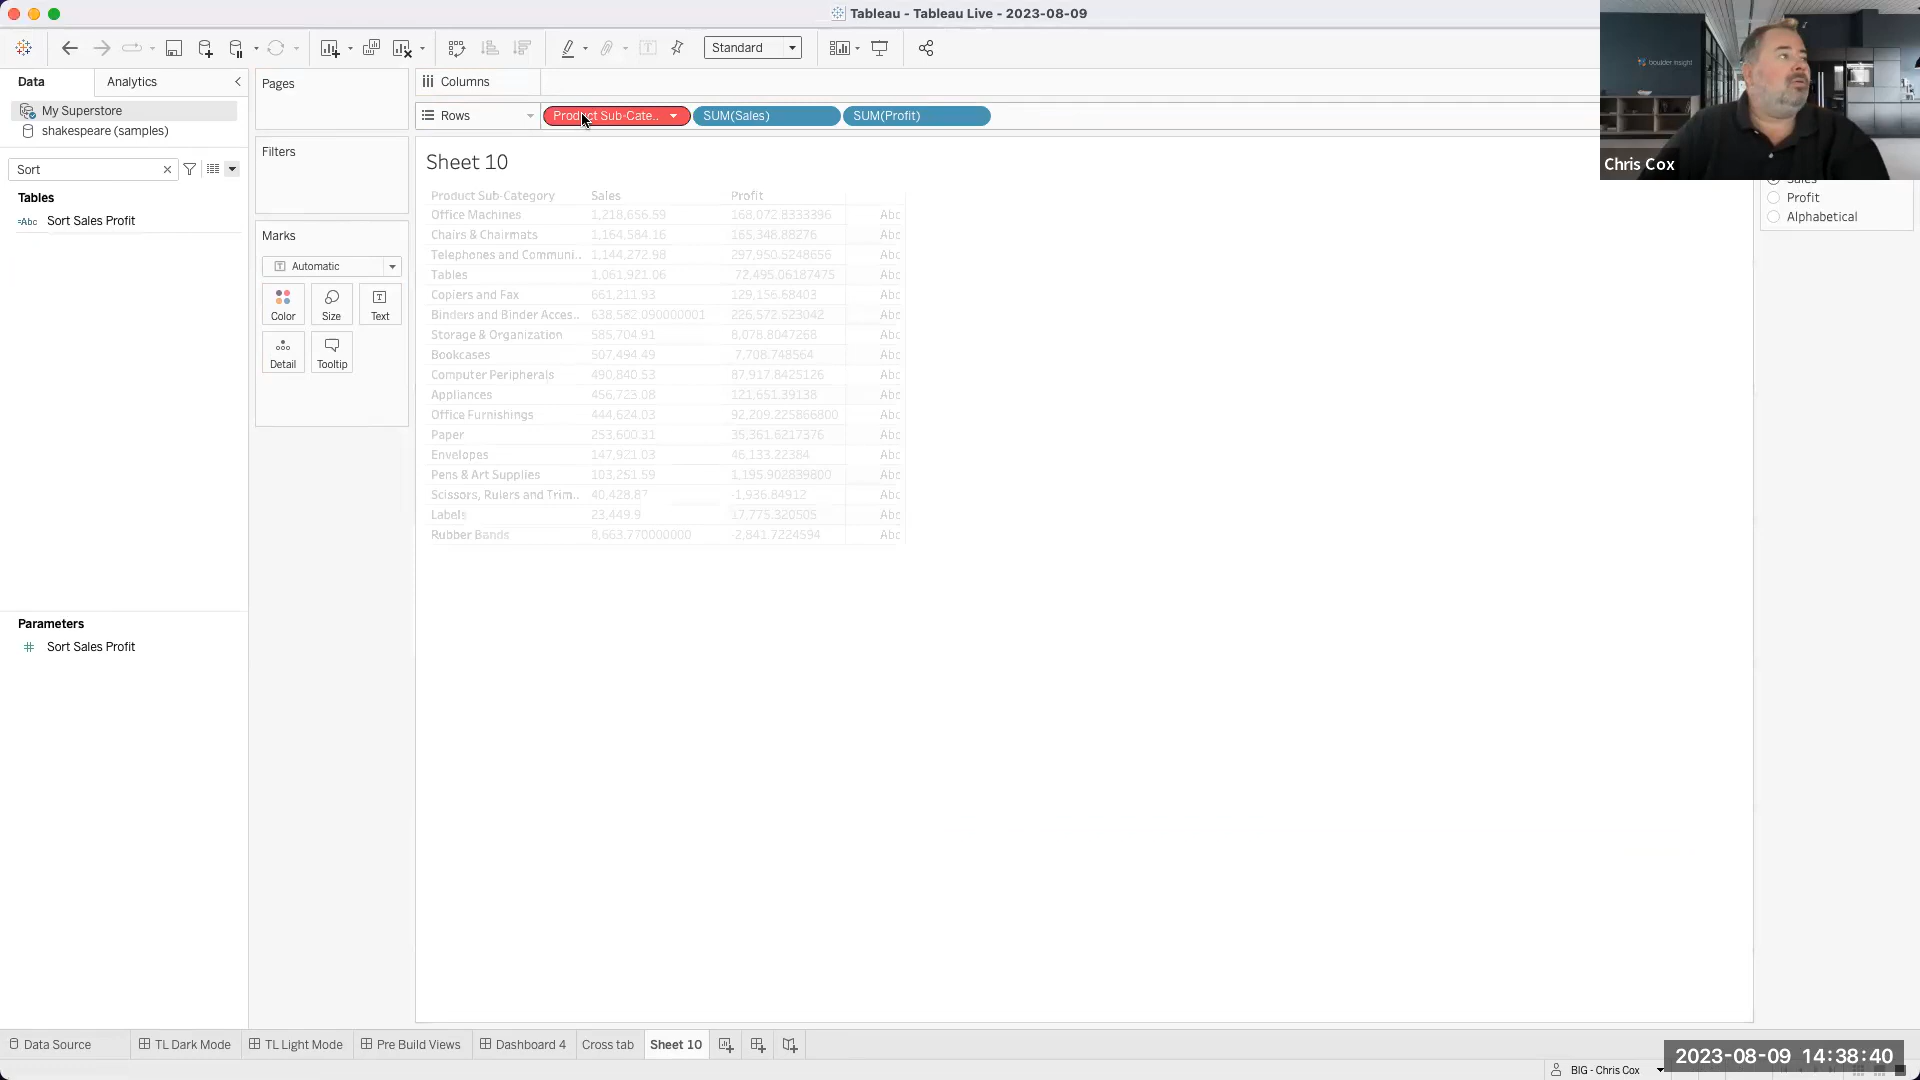 Tableau - Tableau Live - 2023-08-09
Standard
boulder insight
Chris Cox
Data
Analytics
My Superstore
shakespeare (samples)
Sort
Tables
=Abc Sort Sales Profit
Parameters
# Sort Sales Profit
Pages
Filters
Marks
Automatic
Color
Size
Text
Detail
Tooltip
Columns
Rows
Product Sub-Cate..
SUM(Sales)
SUM(Profit)
Sheet 10
Product Sub-Category Sales Profit
Office Machines 1,218,656.59 168,072.8333396 Abc
Chairs & Chairmats 1,164,584.16 165,348.88276 Abc
Telephones and Communi.. 1,144,272.98 297,950.5248656 Abc
Tables 1,061,921.06 72,495.06187475 Abc
Copiers and Fax 661,211.93 129,156.68403 Abc
Binders and Binder Acces.. 638,582.090000001 226,572.523042 Abc
Storage & Organization 585,704.91 8,078.8047268 Abc
Bookcases 507,494.49 7,708.748564 Abc
Computer Peripherals 490,840.53 87,917.8425126 Abc
Appliances 456,723.08 121,651.39138 Abc
Office Furnishings 444,624.03 92,209.225866800 Abc
Paper 253,600.31 35,361.6217376 Abc
Envelopes 147,921.03 46,133.22384 Abc
Pens & Art Supplies 103,251.59 1,195.902839800 Abc
Scissors, Rulers and Trim.. 40,428.87 -1,936.84912 Abc
Labels 23,449.9 17,775.320505 Abc
Rubber Bands 8,663.770000000 -2,841.7224594 Abc
Sales
Profit
Alphabetical
Data Source
TL Dark Mode
TL Light Mode
Pre Build Views
Dashboard 4
Cross tab
Sheet 10
BIG - Chris Cox
2023-08-09 14:38:40